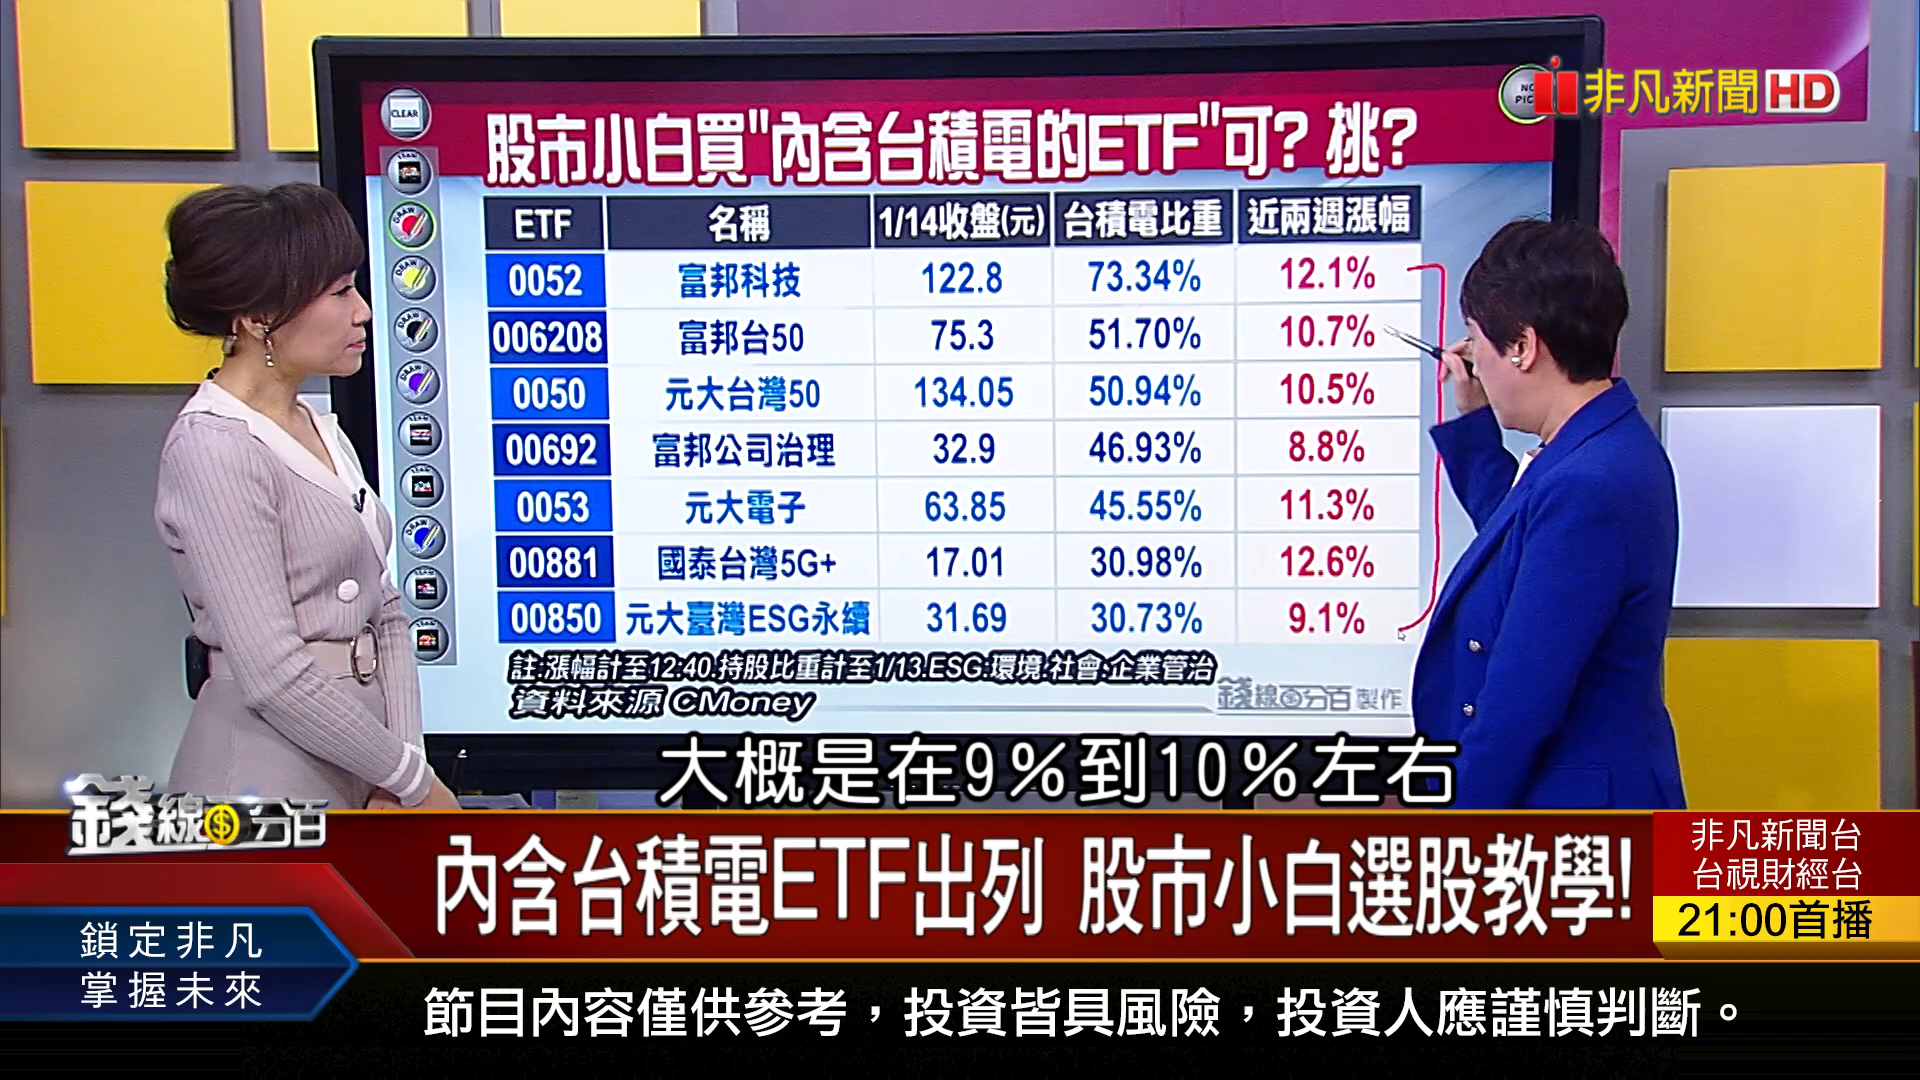 非凡新聞HD
CLEAR
股市小白買"內含台積電的ETF"可? 挑?
ETF 名稱 1/14收盤(元) 台積電比重 近兩週漲幅
0052 富邦科技 122.8 73.34% 12.1%
006208 富邦台50 75.3 51.70% 10.7%
0050 元大台灣50 134.05 50.94% 10.5%
00692 富邦公司治理 32.9 46.93% 8.8%
0053 元大電子 63.85 45.55% 11.3%
00881 國泰台灣5G+ 17.01 30.98% 12.6%
00850 元大臺灣ESG永續 31.69 30.73% 9.1%
註:漲幅計至12:40.持股比重計至1/13.ESG:環境.社會.企業管治
資料來源 CMoney
錢線百分百 製作
大概是在9%到10%左右
錢線百分百
內含台積電ETF出列 股市小白選股教學!
非凡新聞台
台視財經台
21:00首播
鎖定非凡
掌握未來
節目內容僅供參考，投資皆具風險，投資人應謹慎判斷。